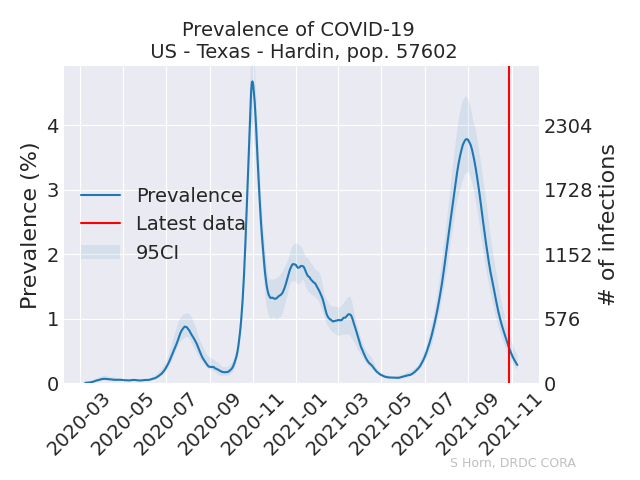 Prevalence of COVID-19
US - Texas - Hardin, pop. 57602
Prevalence (%)
4
3
2
1
0
Prevalence
Latest data
95CI
2304
1728
1152
576
0
# of infections
2020-03
2020-05
2020-07
2020-09
2020-11
2021-01
2021-03
2021-05
2021-07
2021-09
2021-11
S Horn, DRDC CORA